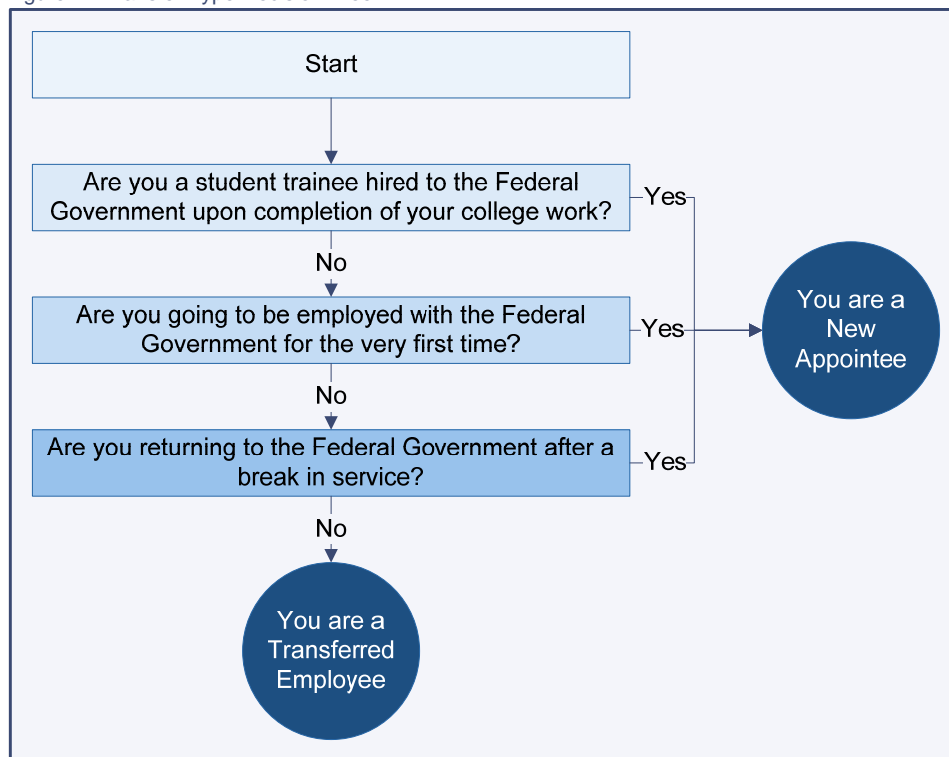 Start
Are you a student trainee hired to the Federal
Government upon completion of your college work?
Yes
No
Are you going to be employed with the Federal
Government for the very first time?
Yes
You are a
New
Appointee
No
Are you returning to the Federal Government after a
break in service?
Yes
No
You are a
Transferred
Employee